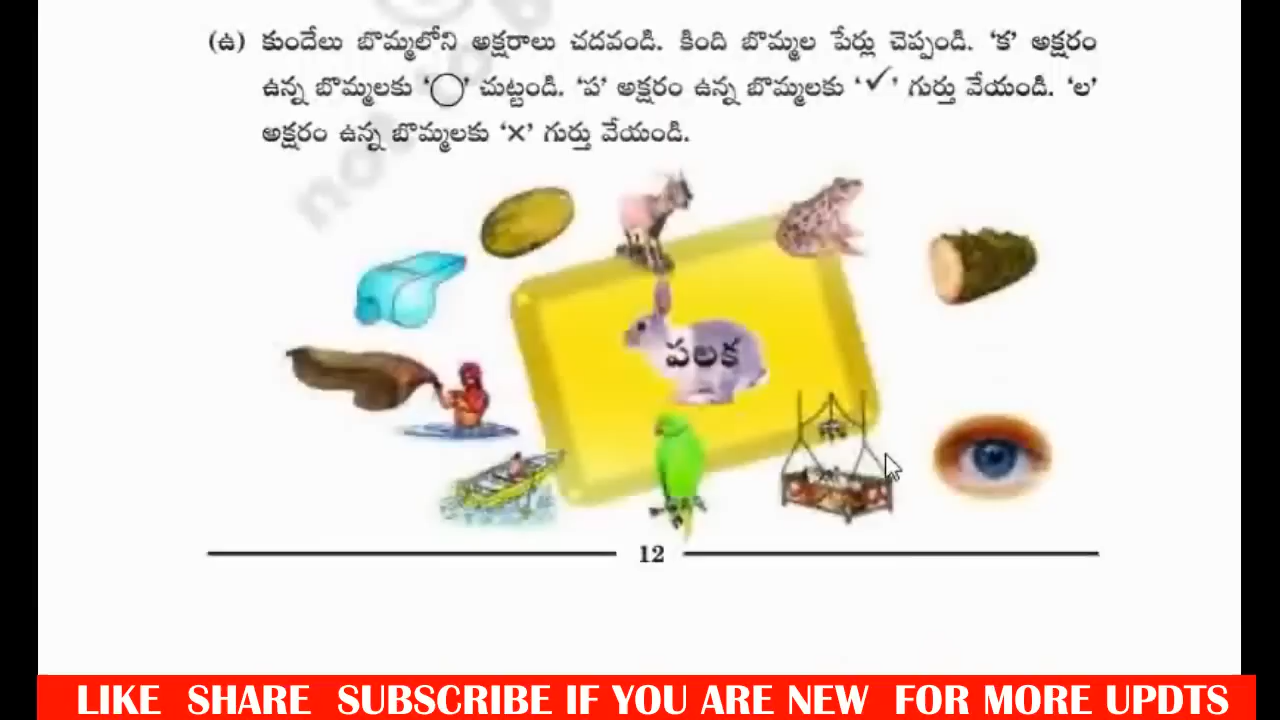 (ఉ) కుందేలు బొమ్మలోని అక్షరాలు చదవండి. కింది బొమ్మల పేర్లు చెప్పండి. ‘క’ అక్షరం
ఉన్న బొమ్మలకు ‘◯’ చుట్టండి. ‘ప’ అక్షరం ఉన్న బొమ్మలకు ‘✓’ గుర్తు వేయండి. ‘ల’
అక్షరం ఉన్న బొమ్మలకు ‘×’ గుర్తు వేయండి.
పలక
12
LIKE SHARE SUBSCRIBE IF YOU ARE NEW FOR MORE UPDTS